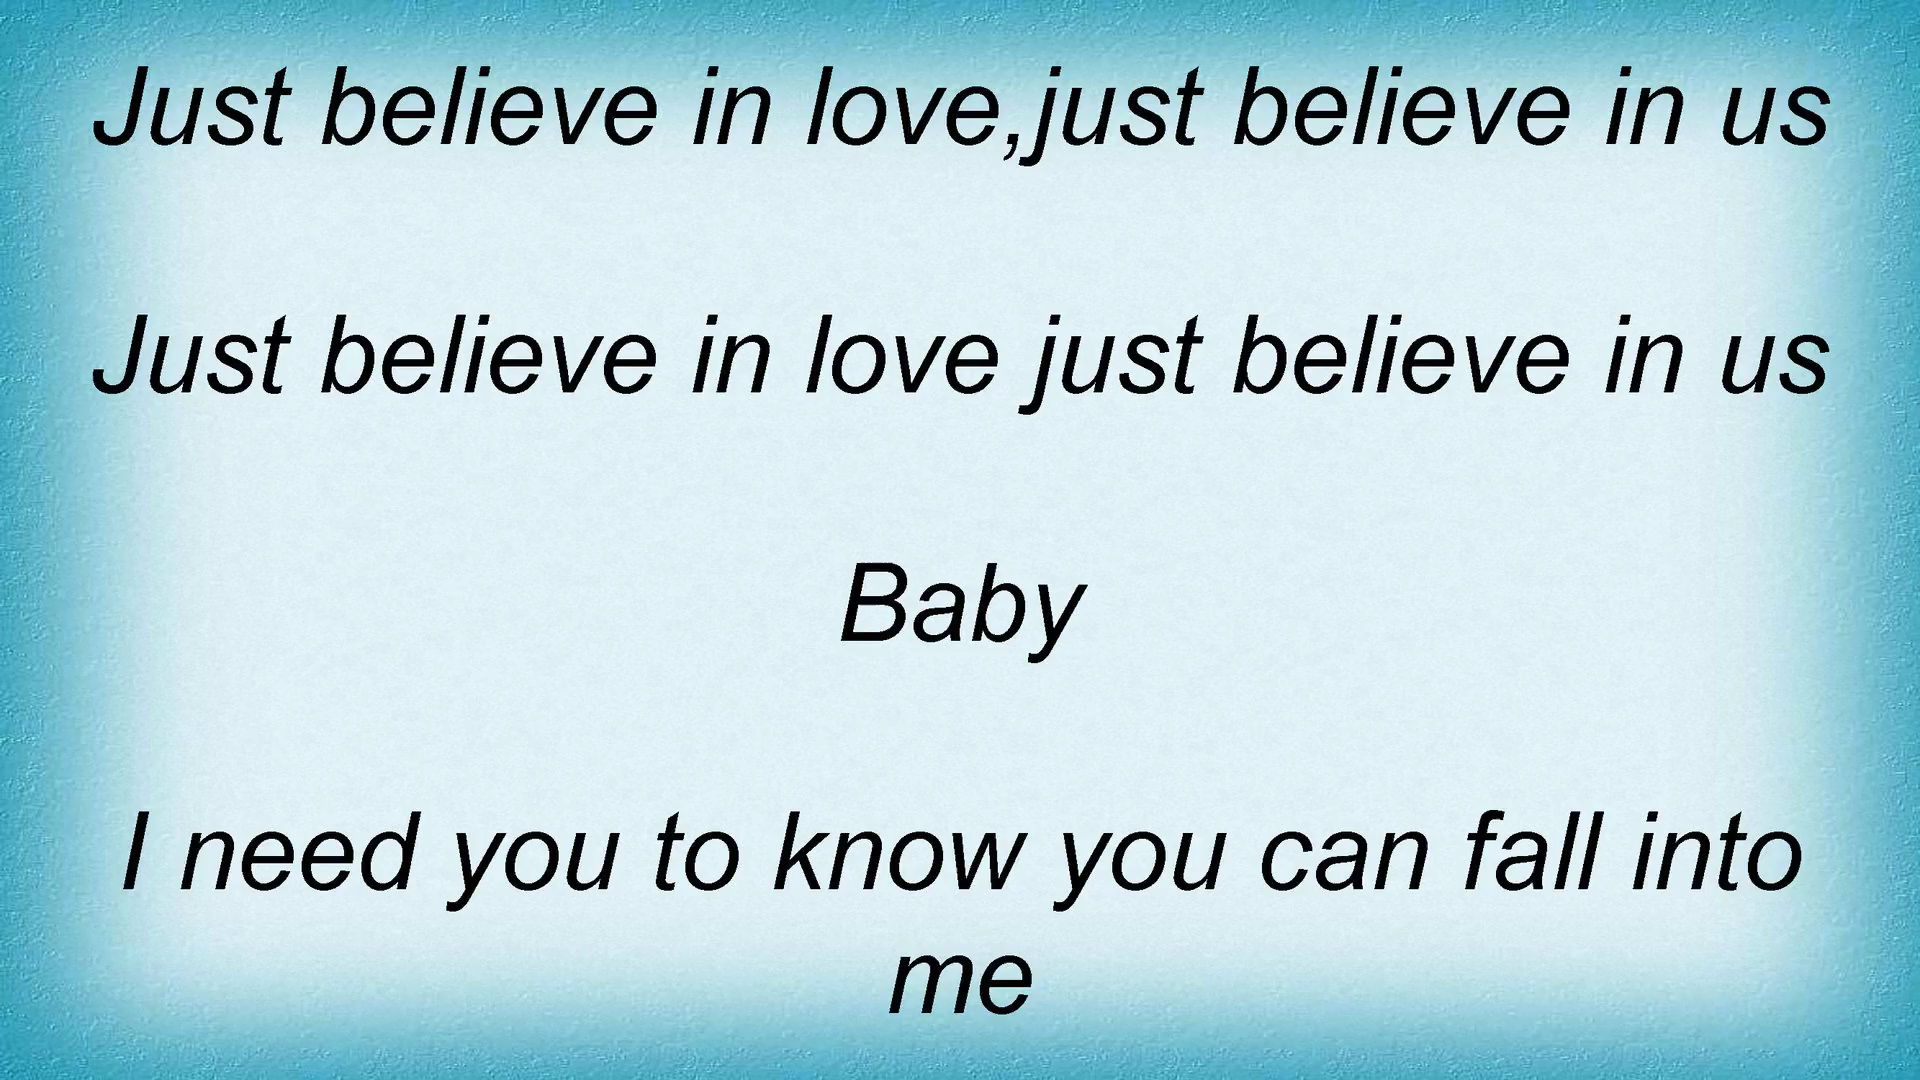 Just believe in love,just believe in us
Just believe in love just believe in us
Baby
I need you to know you can fall into
me